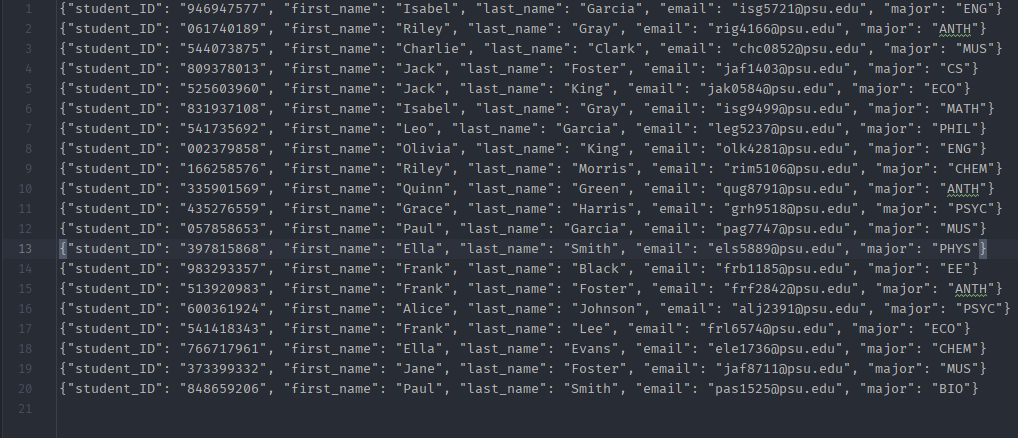 1 {"student_ID": "946947577", "first_name": "Isabel", "last_name": "Garcia", "email": "isg5721@psu.edu", "major": "ENG"}
2 {"student_ID": "061740189", "first_name": "Riley", "last_name": "Gray", "email": "rig4166@psu.edu", "major": "ANTH"}
3 {"student_ID": "544073875", "first_name": "Charlie", "last_name": "Clark", "email": "chc0852@psu.edu", "major": "MUS"}
4 {"student_ID": "809378013", "first_name": "Jack", "last_name": "Foster", "email": "jaf1403@psu.edu", "major": "CS"}
5 {"student_ID": "525603960", "first_name": "Jack", "last_name": "King", "email": "jak0584@psu.edu", "major": "ECO"}
6 {"student_ID": "831937108", "first_name": "Isabel", "last_name": "Gray", "email": "isg9499@psu.edu", "major": "MATH"}
7 {"student_ID": "541735692", "first_name": "Leo", "last_name": "Garcia", "email": "leg5237@psu.edu", "major": "PHIL"}
8 {"student_ID": "002379858", "first_name": "Olivia", "last_name": "King", "email": "olk4281@psu.edu", "major": "ENG"}
9 {"student_ID": "166258576", "first_name": "Riley", "last_name": "Morris", "email": "rim5106@psu.edu", "major": "CHEM"}
10 {"student_ID": "335901569", "first_name": "Quinn", "last_name": "Green", "email": "qug8791@psu.edu", "major": "ANTH"}
11 {"student_ID": "435276559", "first_name": "Grace", "last_name": "Harris", "email": "grh9518@psu.edu", "major": "PSYC"}
12 {"student_ID": "057858653", "first_name": "Paul", "last_name": "Garcia", "email": "pag7747@psu.edu", "major": "MUS"}
13 {"student_ID": "397815868", "first_name": "Ella", "last_name": "Smith", "email": "els5889@psu.edu", "major": "PHYS"}
14 {"student_ID": "983293357", "first_name": "Frank", "last_name": "Black", "email": "frb1185@psu.edu", "major": "EE"}
15 {"student_ID": "513920983", "first_name": "Frank", "last_name": "Foster", "email": "frf2842@psu.edu", "major": "ANTH"}
16 {"student_ID": "600361924", "first_name": "Alice", "last_name": "Johnson", "email": "alj2391@psu.edu", "major": "PSYC"}
17 {"student_ID": "541418343", "first_name": "Frank", "last_name": "Lee", "email": "frl6574@psu.edu", "major": "ECO"}
18 {"student_ID": "766717961", "first_name": "Ella", "last_name": "Evans", "email": "ele1736@psu.edu", "major": "CHEM"}
19 {"student_ID": "373399332", "first_name": "Jane", "last_name": "Foster", "email": "jaf8711@psu.edu", "major": "MUS"}
20 {"student_ID": "848659206", "first_name": "Paul", "last_name": "Smith", "email": "pas1525@psu.edu", "major": "BIO"}
21